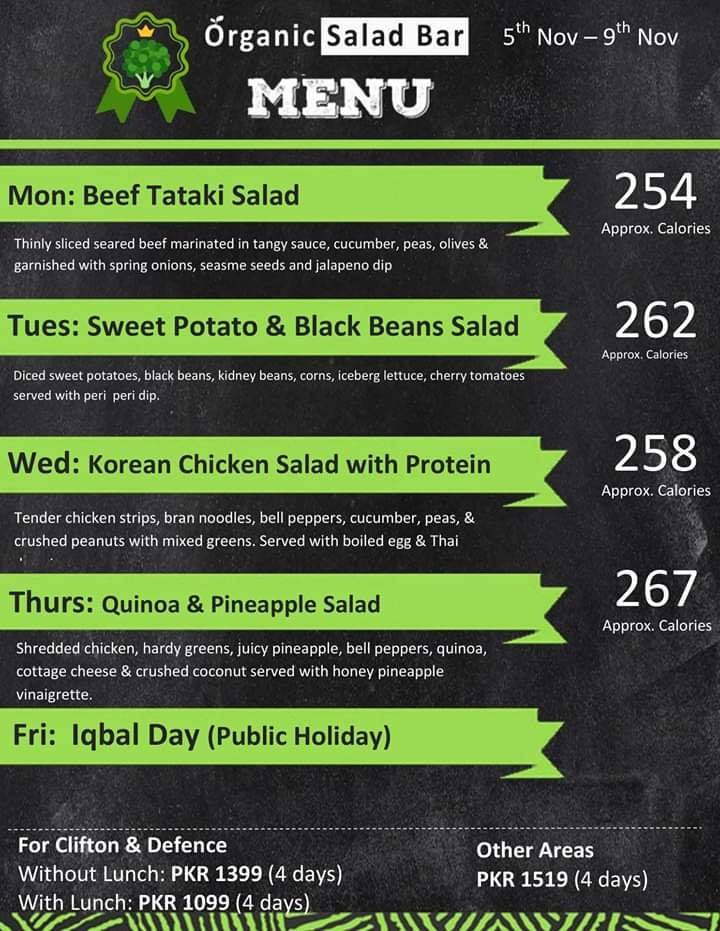 Organic Salad Bar
5th Nov – 9th Nov
MENU
Mon: Beef Tataki Salad
254
Approx. Calories
Thinly sliced seared beef marinated in tangy sauce, cucumber, peas, olives &
garnished with spring onions, seasme seeds and jalapeno dip
Tues: Sweet Potato & Black Beans Salad
262
Approx. Calories
Diced sweet potatoes, black beans, kidney beans, corns, iceberg lettuce, cherry tomatoes
served with peri peri dip.
Wed: Korean Chicken Salad with Protein
258
Approx. Calories
Tender chicken strips, bran noodles, bell peppers, cucumber, peas, &
crushed peanuts with mixed greens. Served with boiled egg & Thai
Thurs: Quinoa & Pineapple Salad
267
Approx. Calories
Shredded chicken, hardy greens, juicy pineapple, bell peppers, quinoa,
cottage cheese & crushed coconut served with honey pineapple
vinaigrette.
Fri: Iqbal Day (Public Holiday)
For Clifton & Defence
Without Lunch: PKR 1399 (4 days)
With Lunch: PKR 1099 (4 days)
Other Areas
PKR 1519 (4 days)